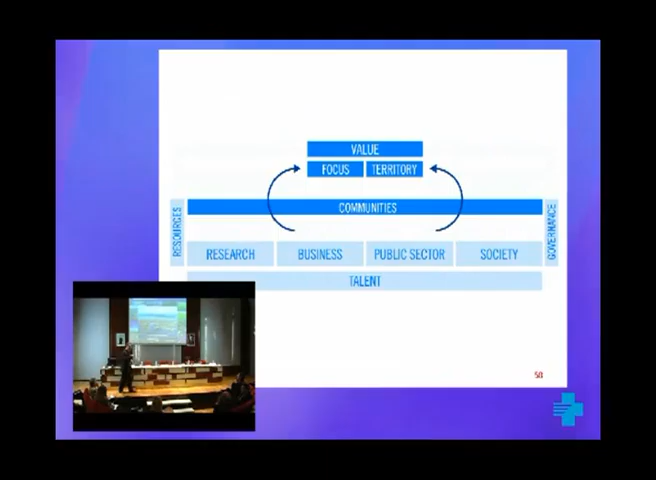 VALUE
FOCUS TERRITORY
COMMUNITIES
RESOURCES
GOVERNANCE
RESEARCH BUSINESS PUBLIC SECTOR SOCIETY
TALENT
50